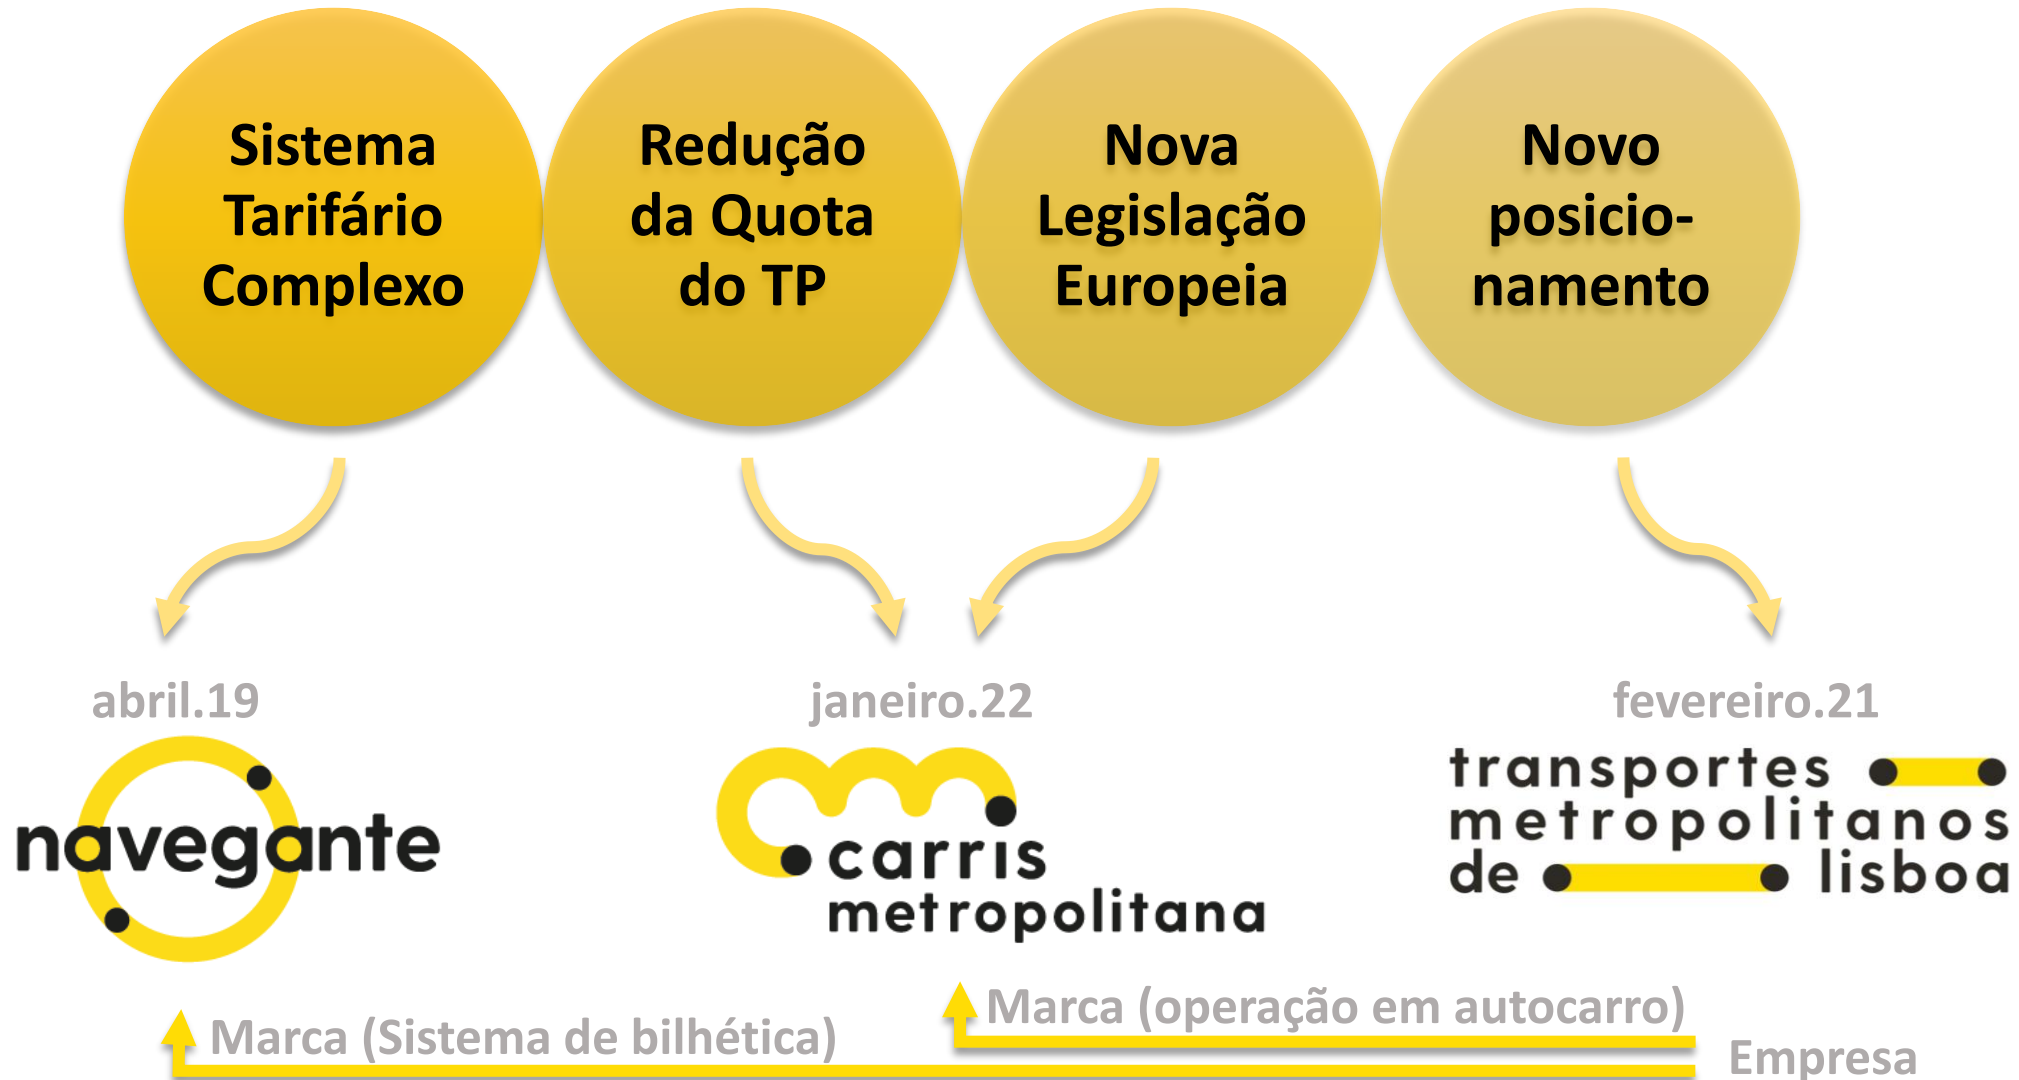 Sistema
Tarifário
Complexo
Redução
da Quota
do TP
Nova
Legislação
Europeia
Novo
posicio-
namento
abril.19
janeiro.22
fevereiro.21
navegante
carris
metropolitana
transportes
metropolitanos
de lisboa
Marca (operação em autocarro)
Marca (Sistema de bilhética)
Empresa